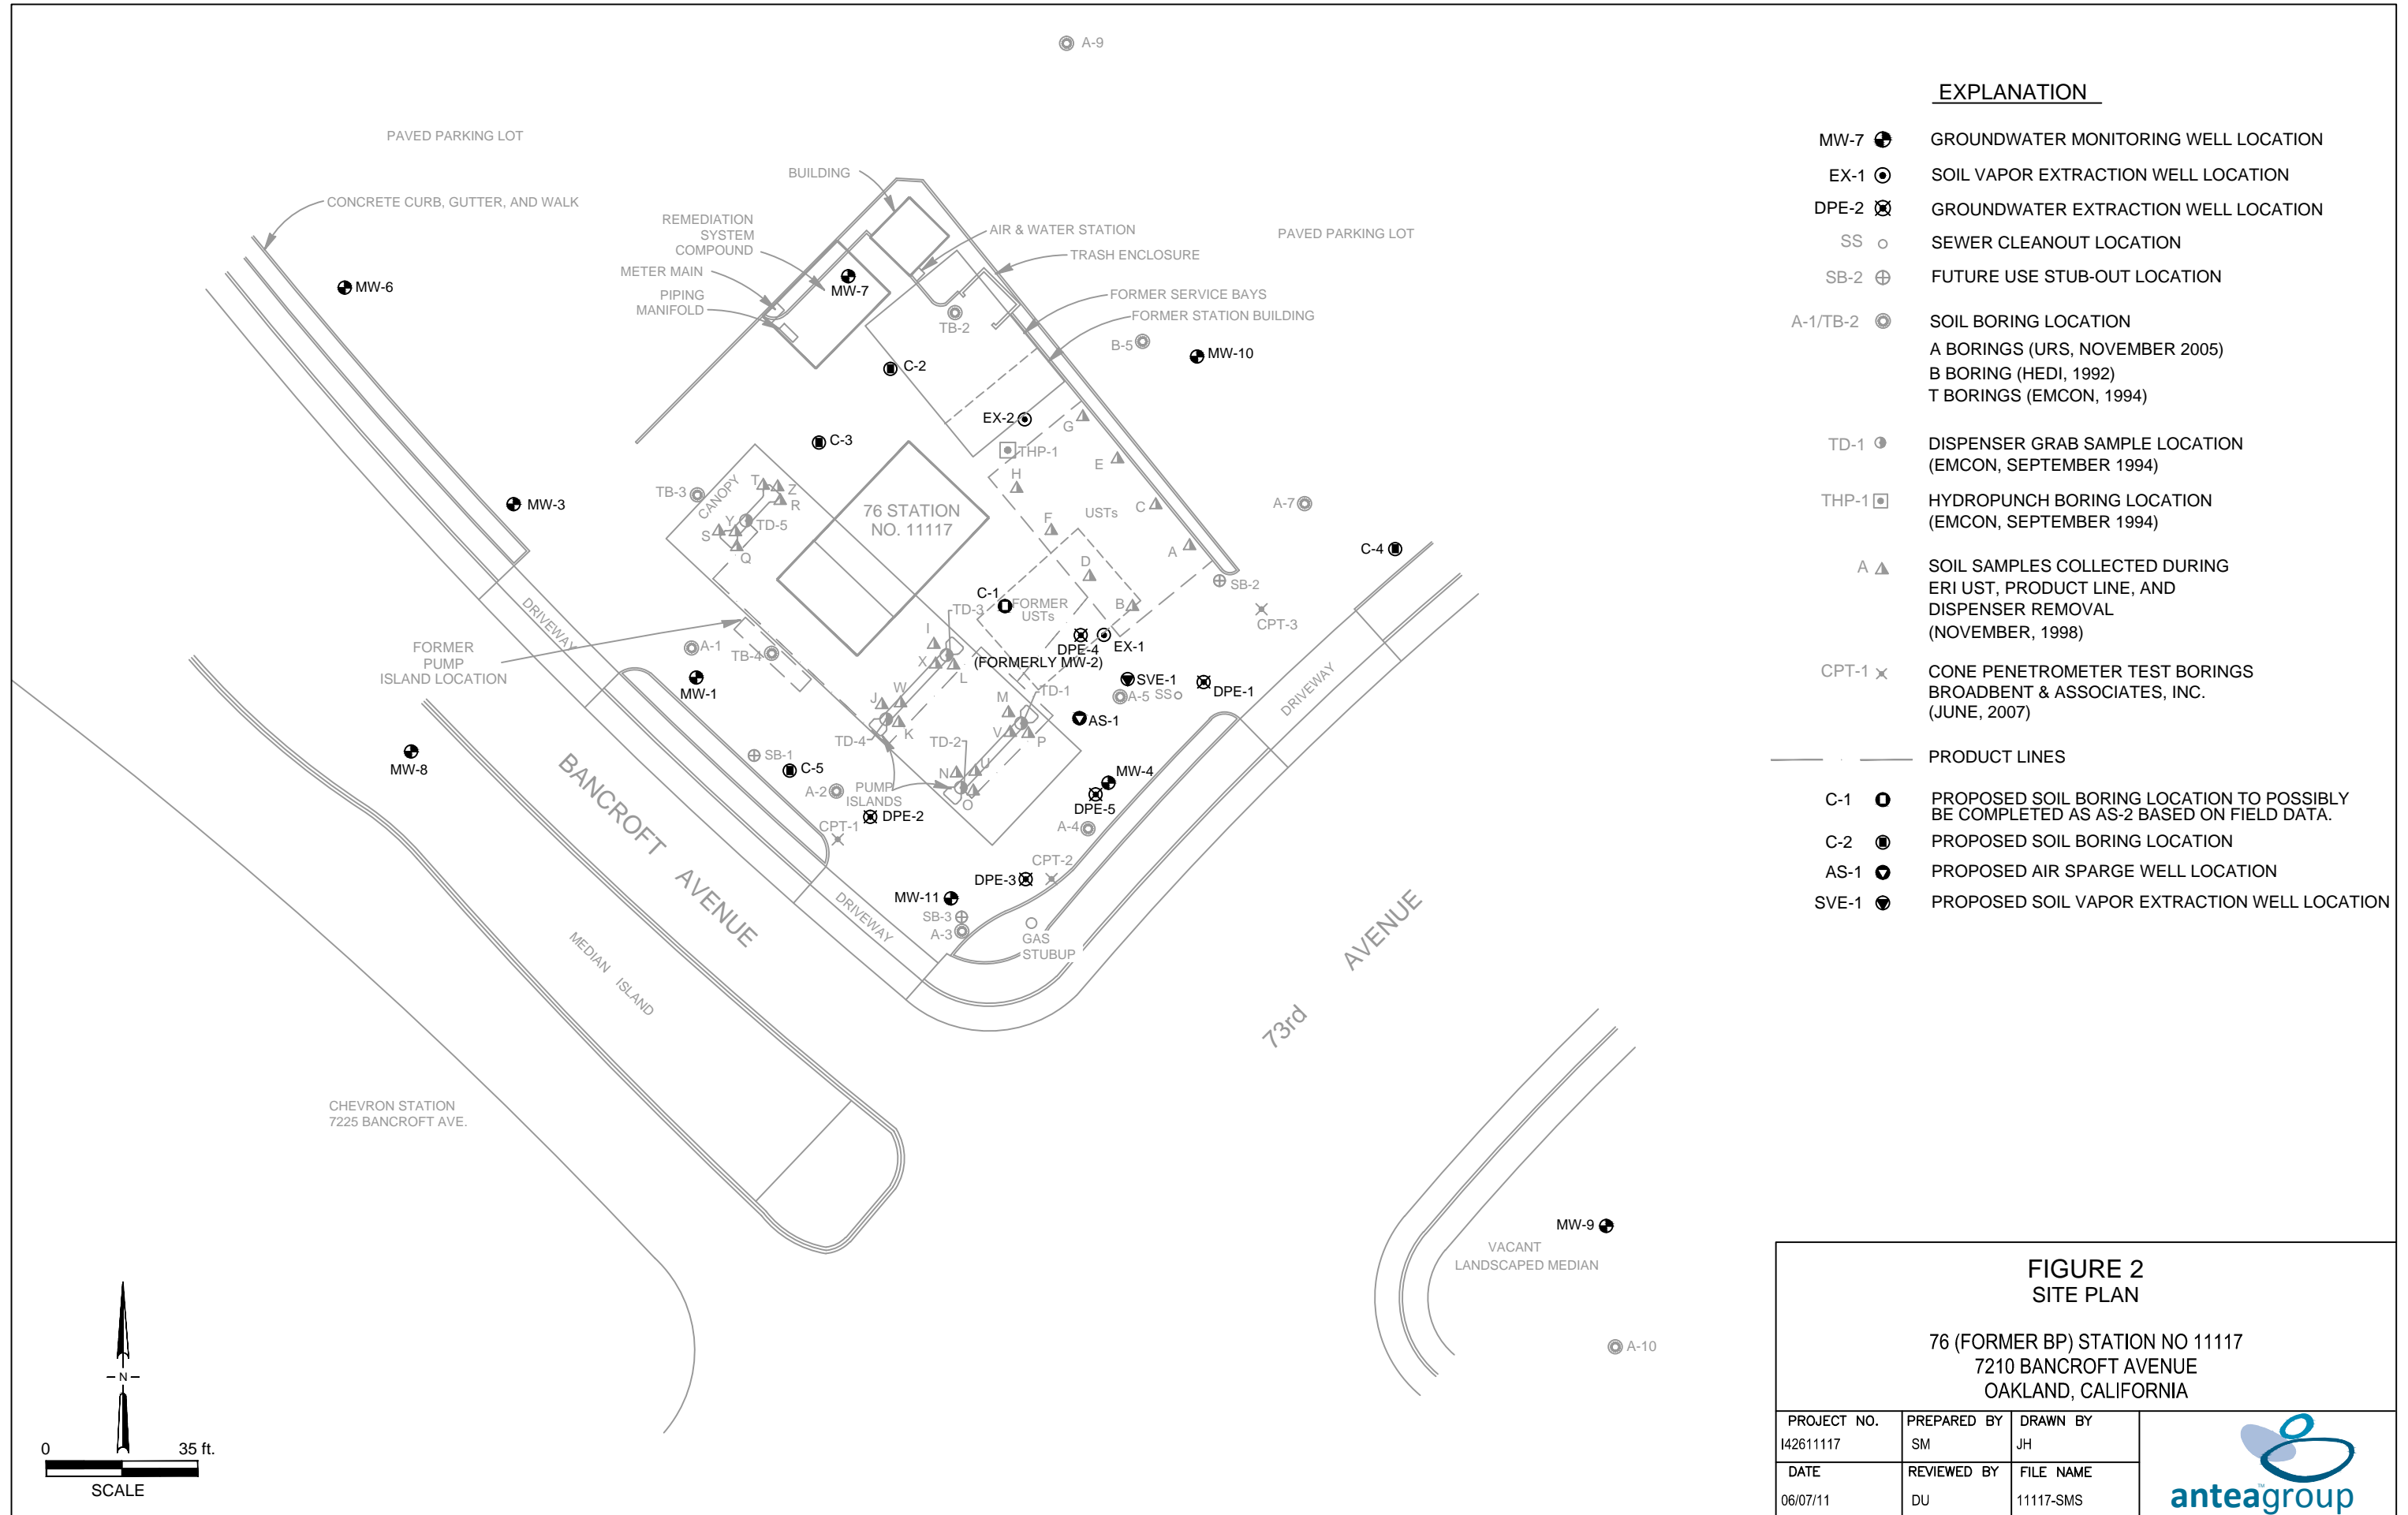 A-9
PAVED PARKING LOT
BUILDING
CONCRETE CURB, GUTTER, AND WALK
REMEDIATION
SYSTEM
COMPOUND
AIR & WATER STATION
PAVED PARKING LOT
TRASH ENCLOSURE
METER MAIN
MW-6
MW-7
PIPING
MANIFOLD
FORMER SERVICE BAYS
FORMER STATION BUILDING
TB-2
B-5
MW-10
C-2
EX-2
G
C-3
THP-1
E
H
TB-3
CANOPY
T
Z
R
MW-3
76 STATION
NO. 11117
C
A-7
USTs
F
Y
TD-5
S
Q
A
C-4
D
SB-2
C-1
FORMER
USTs
TD-3
B
CPT-3
DRIVEWAY
FORMER
PUMP
ISLAND LOCATION
A-1
TB-4
I
DPE-4
EX-1
(FORMERLY MW-2)
X
L
MW-1
SVE-1
A-5
SS
DPE-1
DRIVEWAY
J
W
M
TD-1
AS-1
K
V
P
TD-4
TD-2
SB-1
MW-8
C-5
N
U
MW-4
A-2
PUMP
ISLANDS
O
DPE-5
DPE-2
CPT-1
A-4
BANCROFT AVENUE
CPT-2
DPE-3
MW-11
DRIVEWAY
SB-3
A-3
GAS
STUBUP
MEDIAN ISLAND
73rd AVENUE
CHEVRON STATION
7225 BANCROFT AVE.
MW-9
VACANT
LANDSCAPED MEDIAN
A-10
N
0 35 ft.
SCALE
EXPLANATION
MW-7 GROUNDWATER MONITORING WELL LOCATION
EX-1 SOIL VAPOR EXTRACTION WELL LOCATION
DPE-2 GROUNDWATER EXTRACTION WELL LOCATION
SS SEWER CLEANOUT LOCATION
SB-2 FUTURE USE STUB-OUT LOCATION
A-1/TB-2 SOIL BORING LOCATION
A BORINGS (URS, NOVEMBER 2005)
B BORING (HEDI, 1992)
T BORINGS (EMCON, 1994)
TD-1 DISPENSER GRAB SAMPLE LOCATION
(EMCON, SEPTEMBER 1994)
THP-1 HYDROPUNCH BORING LOCATION
(EMCON, SEPTEMBER 1994)
A SOIL SAMPLES COLLECTED DURING
ERI UST, PRODUCT LINE, AND
DISPENSER REMOVAL
(NOVEMBER, 1998)
CPT-1 CONE PENETROMETER TEST BORINGS
BROADBENT & ASSOCIATES, INC.
(JUNE, 2007)
PRODUCT LINES
C-1 PROPOSED SOIL BORING LOCATION TO POSSIBLY
BE COMPLETED AS AS-2 BASED ON FIELD DATA.
C-2 PROPOSED SOIL BORING LOCATION
AS-1 PROPOSED AIR SPARGE WELL LOCATION
SVE-1 PROPOSED SOIL VAPOR EXTRACTION WELL LOCATION
FIGURE 2
SITE PLAN
76 (FORMER BP) STATION NO 11117
7210 BANCROFT AVENUE
OAKLAND, CALIFORNIA
PROJECT NO. PREPARED BY DRAWN BY
I42611117 SM JH
DATE REVIEWED BY FILE NAME
06/07/11 DU 11117-SMS
anteagroup™